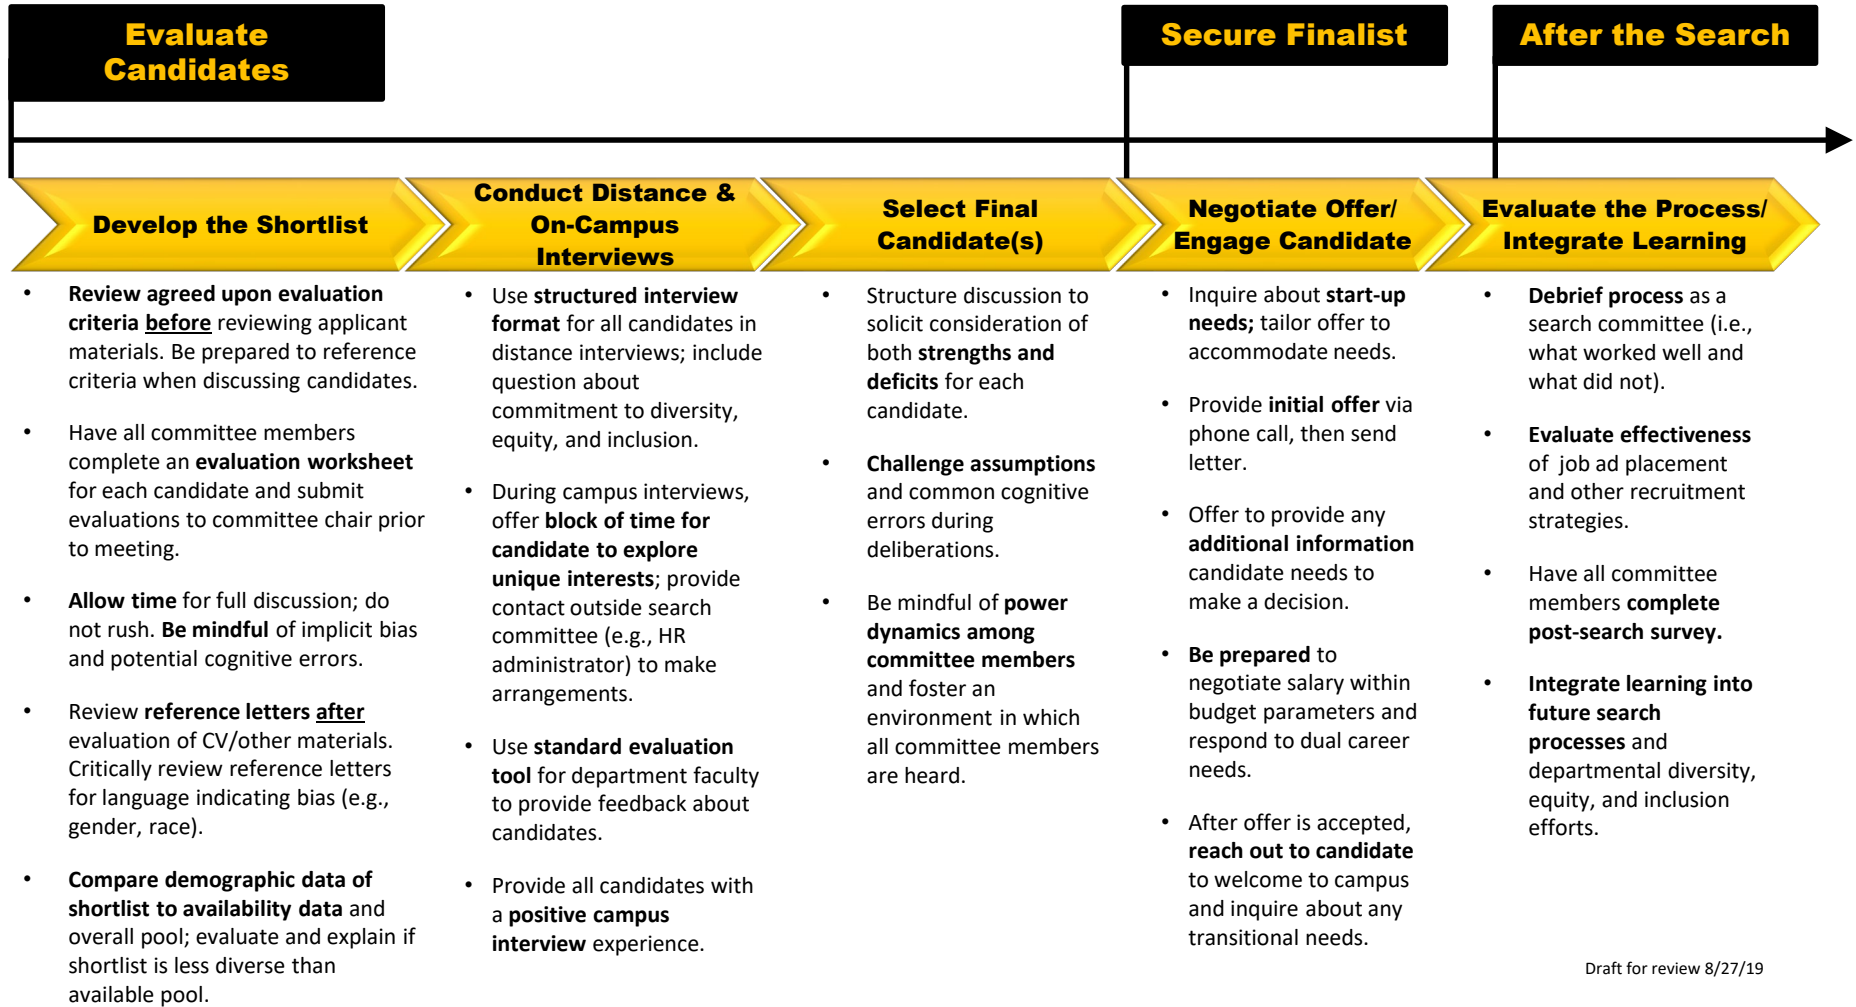 Evaluate
Candidates
Secure Finalist
After the Search
Develop the Shortlist
Conduct Distance &
On-Campus
Interviews
Select Final
Candidate(s)
Negotiate Offer/
Engage Candidate
Evaluate the Process/
Integrate Learning
• Review agreed upon evaluation
criteria before reviewing applicant
materials. Be prepared to reference
criteria when discussing candidates.
• Have all committee members
complete an evaluation worksheet
for each candidate and submit
evaluations to committee chair prior
to meeting.
• Allow time for full discussion; do
not rush. Be mindful of implicit bias
and potential cognitive errors.
• Review reference letters after
evaluation of CV/other materials.
Critically review reference letters
for language indicating bias (e.g.,
gender, race).
• Compare demographic data of
shortlist to availability data and
overall pool; evaluate and explain if
shortlist is less diverse than
available pool.
• Use structured interview
format for all candidates in
distance interviews; include
question about
commitment to diversity,
equity, and inclusion.
• During campus interviews,
offer block of time for
candidate to explore
unique interests; provide
contact outside search
committee (e.g., HR
administrator) to make
arrangements.
• Use standard evaluation
tool for department faculty
to provide feedback about
candidates.
• Provide all candidates with
a positive campus
interview experience.
• Structure discussion to
solicit consideration of
both strengths and
deficits for each
candidate.
• Challenge assumptions
and common cognitive
errors during
deliberations.
• Be mindful of power
dynamics among
committee members
and foster an
environment in which
all committee members
are heard.
• Inquire about start-up
needs; tailor offer to
accommodate needs.
• Provide initial offer via
phone call, then send
letter.
• Offer to provide any
additional information
candidate needs to
make a decision.
• Be prepared to
negotiate salary within
budget parameters and
respond to dual career
needs.
• After offer is accepted,
reach out to candidate
to welcome to campus
and inquire about any
transitional needs.
• Debrief process as a
search committee (i.e.,
what worked well and
what did not).
• Evaluate effectiveness
of job ad placement
and other recruitment
strategies.
• Have all committee
members complete
post-search survey.
• Integrate learning into
future search
processes and
departmental diversity,
equity, and inclusion
efforts.
Draft for review 8/27/19